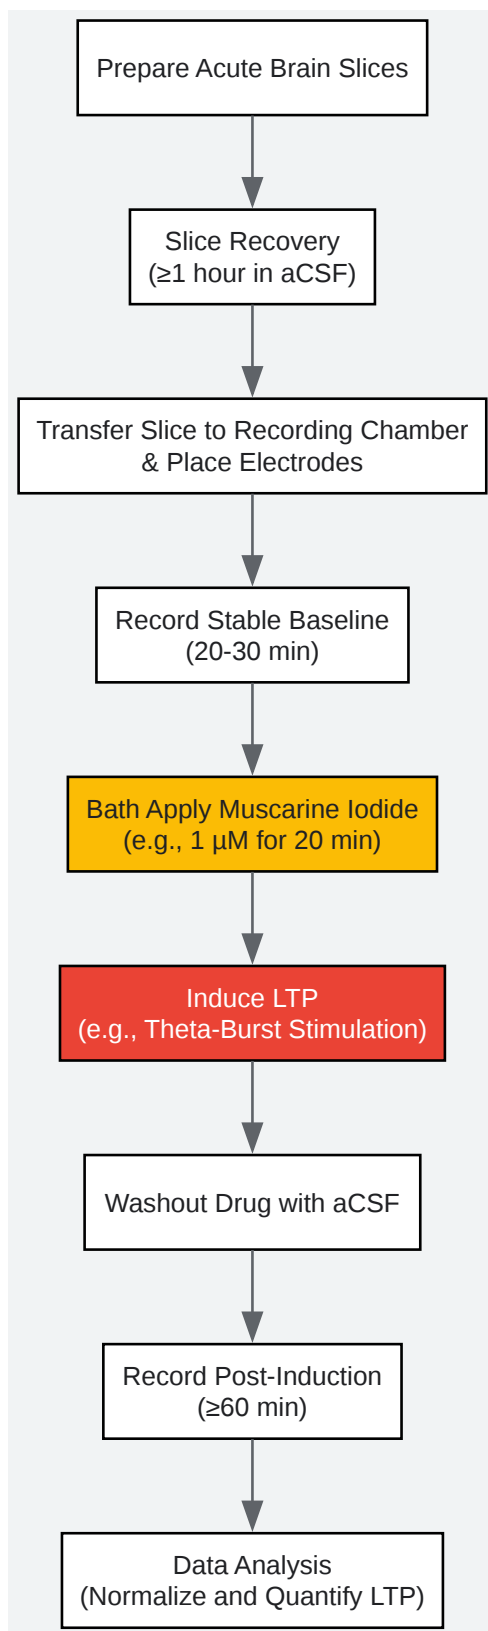 Prepare Acute Brain Slices
Slice Recovery
(≥1 hour in aCSF)
Transfer Slice to Recording Chamber
& Place Electrodes
Record Stable Baseline
(20-30 min)
Bath Apply Muscarine Iodide
(e.g., 1 µM for 20 min)
Induce LTP
(e.g., Theta-Burst Stimulation)
Washout Drug with aCSF
Record Post-Induction
(≥60 min)
Data Analysis
(Normalize and Quantify LTP)